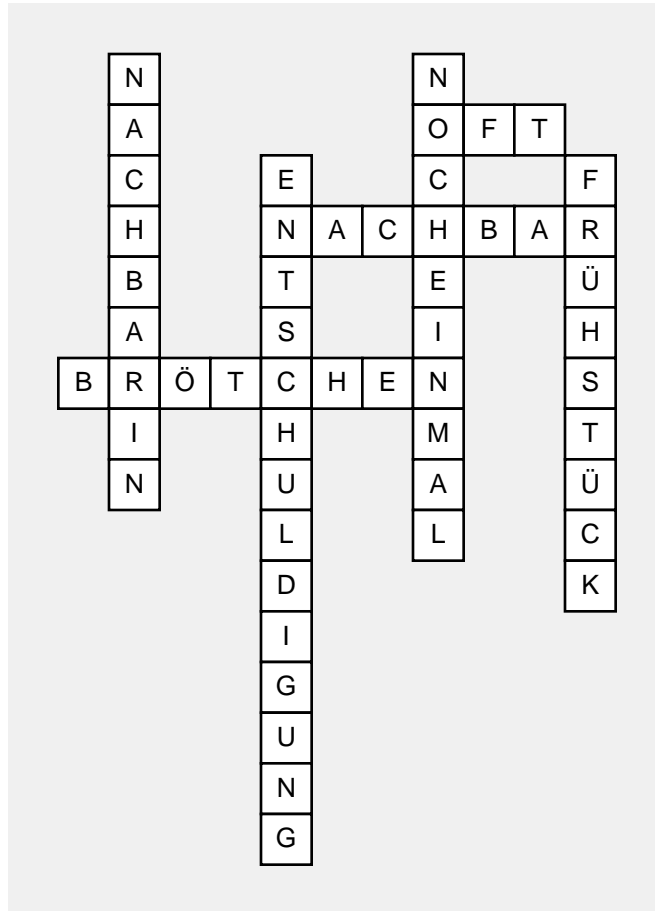 NACHBARIN
NOCHEINMAL
OFT
ENTSCHULDIGUNG
FRÜHSTÜCK
NACHBAR
BRÖTCHEN